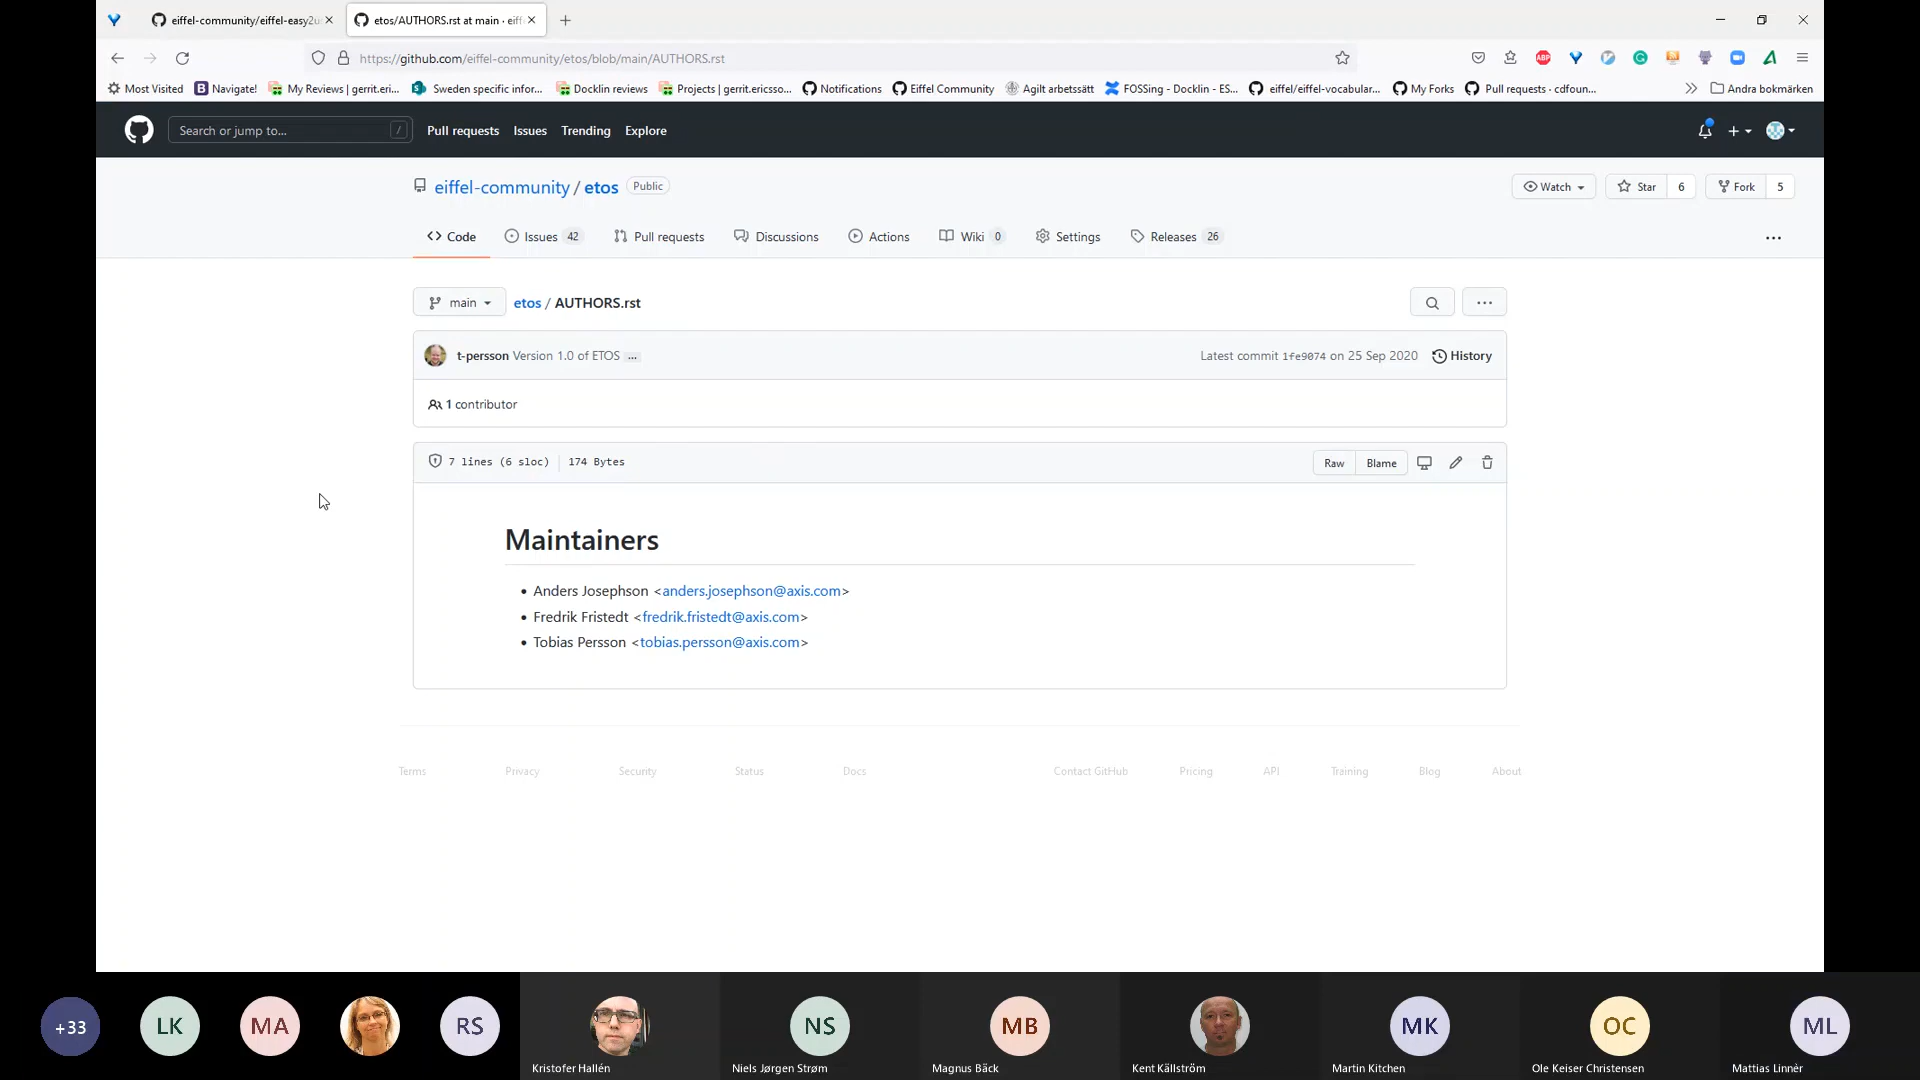 eiffel-community/eiffel-easy2u
etos/AUTHORS.rst at main · eiff
https://github.com/eiffel-community/etos/blob/main/AUTHORS.rst
Most Visited
Navigate!
My Reviews | gerrit.eri...
Sweden specific infor...
Docklin reviews
Projects | gerrit.ericsso...
Notifications
Eiffel Community
Agilt arbetssätt
FOSSing - Docklin - ES...
eiffel/eiffel-vocabular...
My Forks
Pull requests · cdfoun...
Andra bokmärken
Search or jump to... /
Pull requests
Issues
Trending
Explore
eiffel-community / etos Public
Watch
Star 6
Fork 5
Code
Issues 42
Pull requests
Discussions
Actions
Wiki 0
Settings
Releases 26
main
etos / AUTHORS.rst
t-persson Version 1.0 of ETOS ...
Latest commit 1fe9074 on 25 Sep 2020 History
1 contributor
7 lines (6 sloc) 174 Bytes
Raw Blame
Maintainers
• Anders Josephson <anders.josephson@axis.com>
• Fredrik Fristedt <fredrik.fristedt@axis.com>
• Tobias Persson <tobias.persson@axis.com>
Terms Privacy Security Status Docs Contact GitHub Pricing API Training Blog About
+33 LK MA RS NS MB MK OC ML
Kristofer Hallén Niels Jørgen Strøm Magnus Bäck Kent Källström Martin Kitchen Ole Keiser Christensen Mattias Linnèr